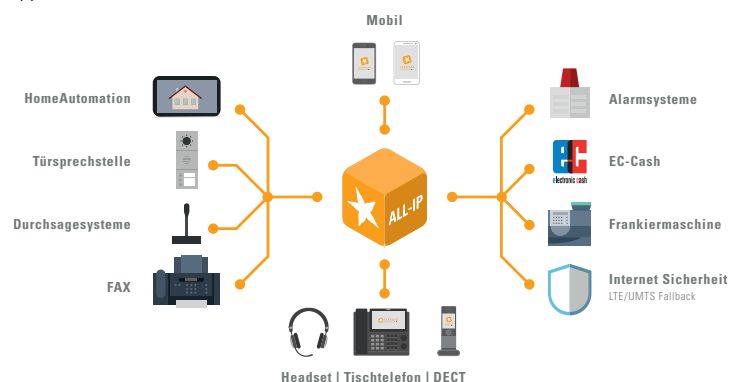 Mobil
HomeAutomation
Türsprechstelle
Durchsagesysteme
FAX
ALL-IP
Alarmsysteme
EC-Cash
electronic cash
Frankiermaschine
Internet Sicherheit
LTE/UMTS Fallback
Headset | Tischtelefon | DECT